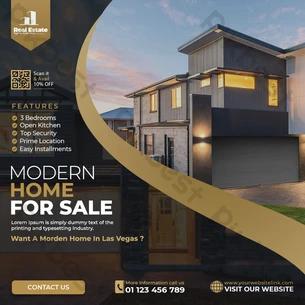 Real Estate
Scan it
& Avail
10% OFF
FEATURES
3 Bedrooms
Open Kitchen
Top Security
Prime Location
Easy Installments
MODERN
HOME
FOR SALE
Lorem ipsum is simply dummy text of the
printing and typesetting industry.
Want A Morden Home In Las Vegas ?
CONTACT US
More information call us
01 123 456 789
www.yourwebsitelink.com
VISIT OUR WEBSITE